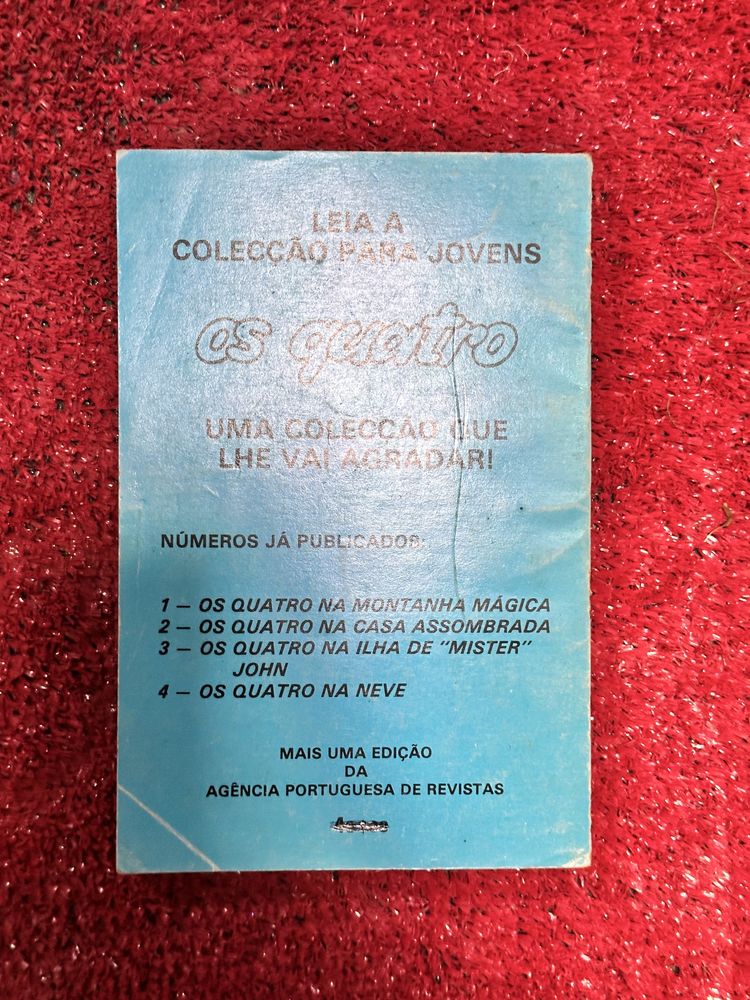 LEIA A
COLECÇÃO PARA JOVENS
os quatro
UMA COLECÇÃO QUE
LHE VAI AGRADAR!
NÚMEROS JÁ PUBLICADOS:
1 — OS QUATRO NA MONTANHA MÁGICA
2 — OS QUATRO NA CASA ASSOMBRADA
3 — OS QUATRO NA ILHA DE "MISTER"
JOHN
4 — OS QUATRO NA NEVE
MAIS UMA EDIÇÃO
DA
AGÊNCIA PORTUGUESA DE REVISTAS